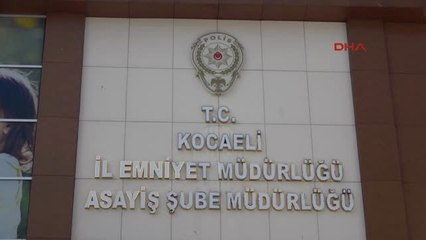 DHA
POLİS
T.C.
KOCAELİ
İL EMNİYET MÜDÜRLÜĞÜ
ASAYİŞ ŞUBE MÜDÜRLÜĞÜ